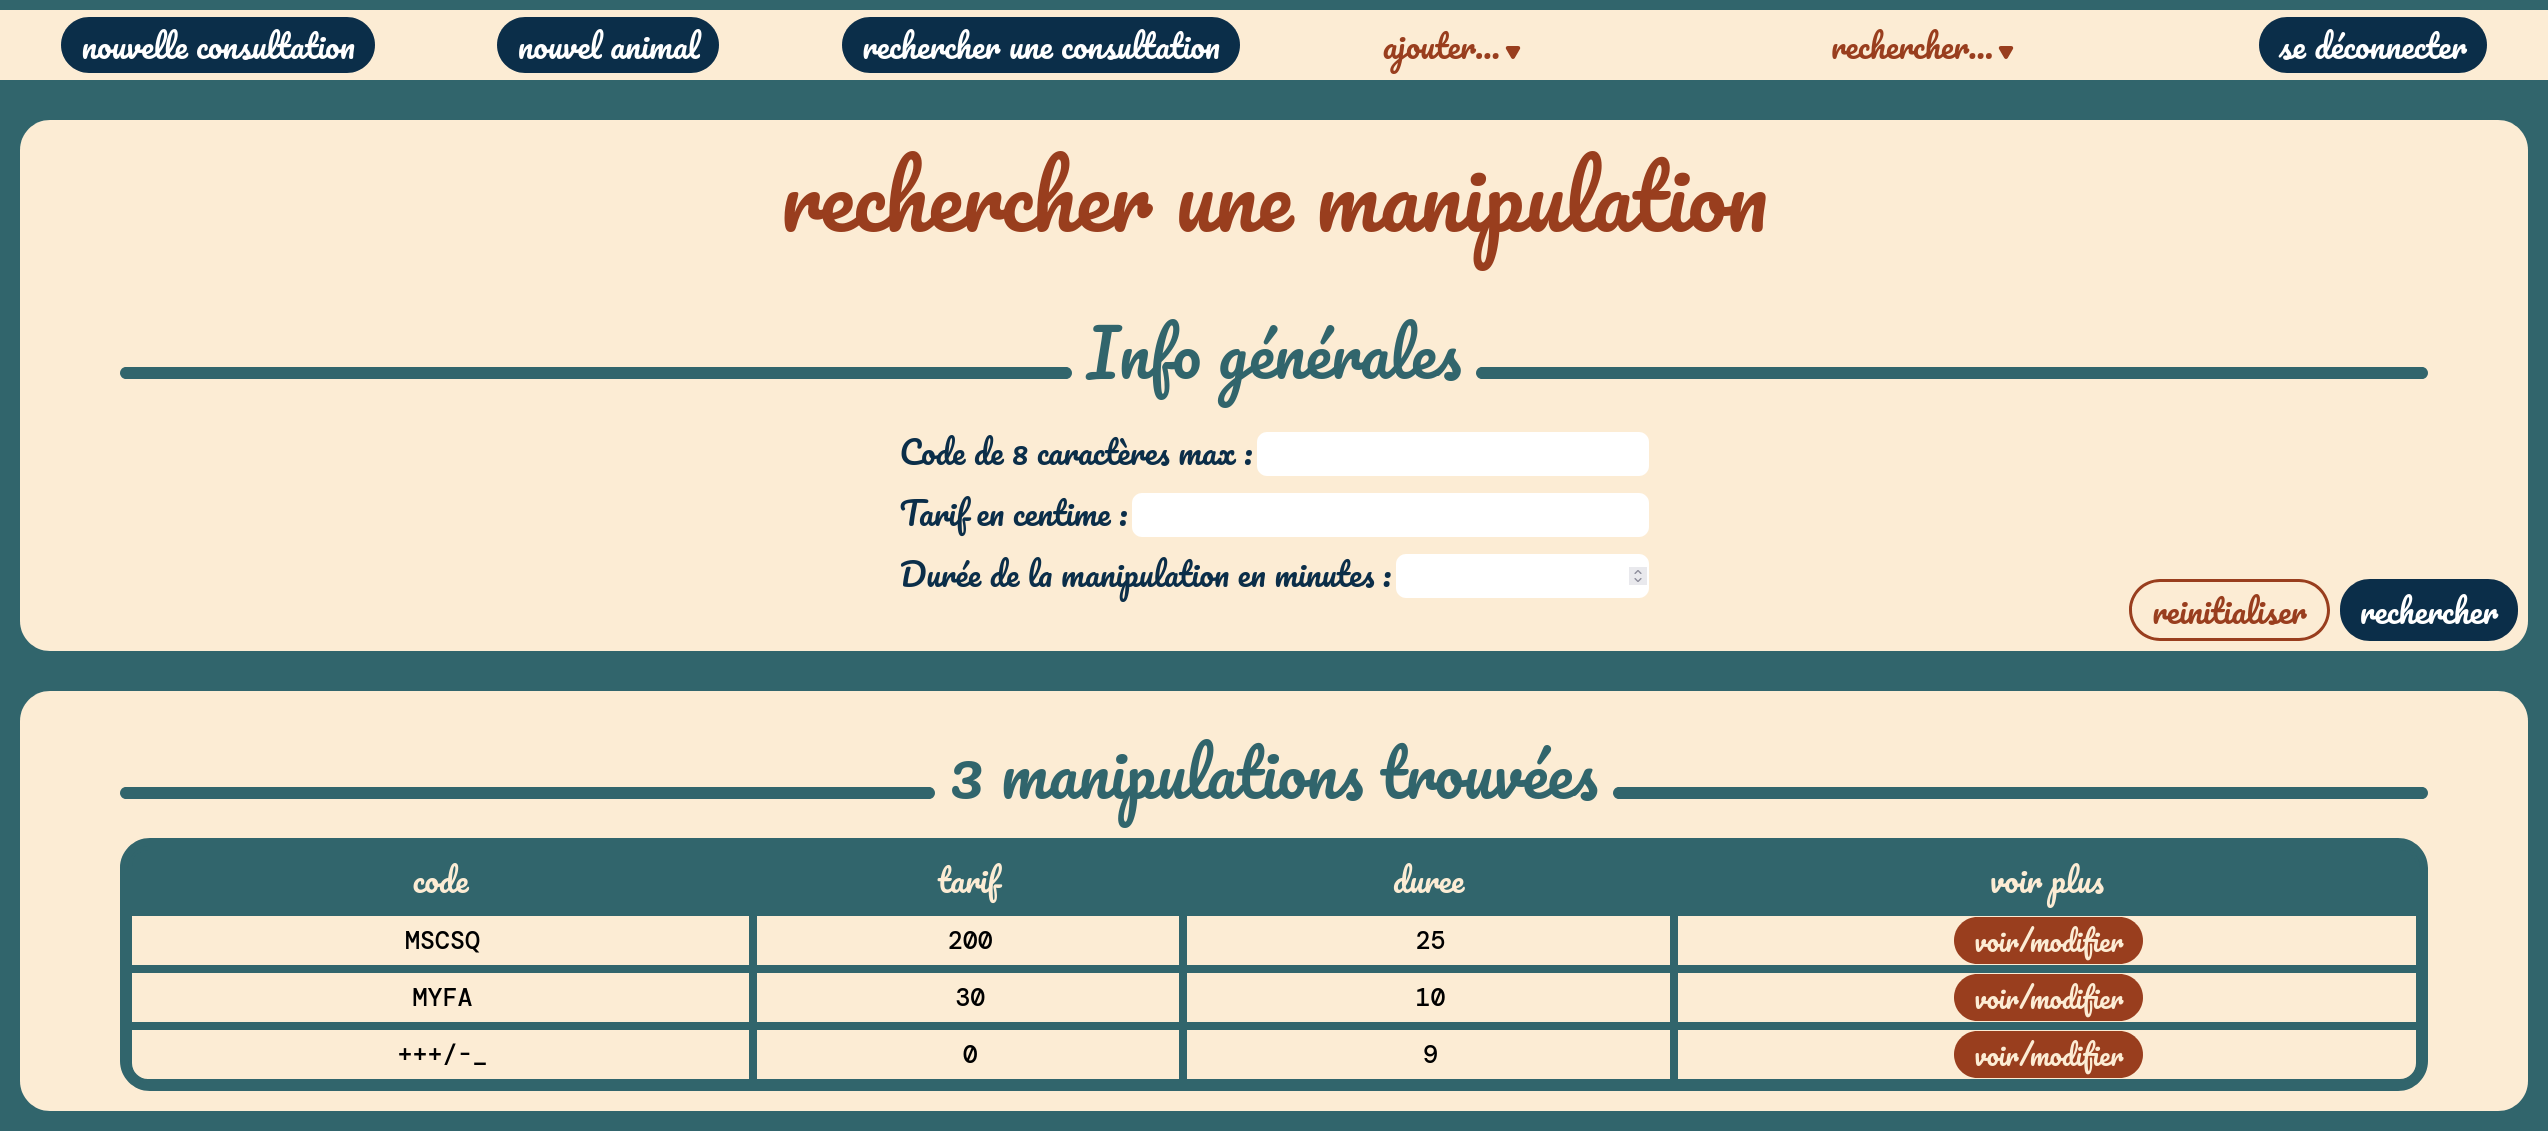 nouvelle consultation nouvel animal rechercher une consultation ajouter...▼ rechercher...▼ se déconnecter
rechercher une manipulation
Info générales
Code de 8 caractères max :
Tarif en centime :
Durée de la manipulation en minutes :
reinitialiser rechercher
3 manipulations trouvées
code tarif duree voir plus
MSCSQ 200 25 voir/modifier
MYFA 30 10 voir/modifier
+++/-_ 0 9 voir/modifier